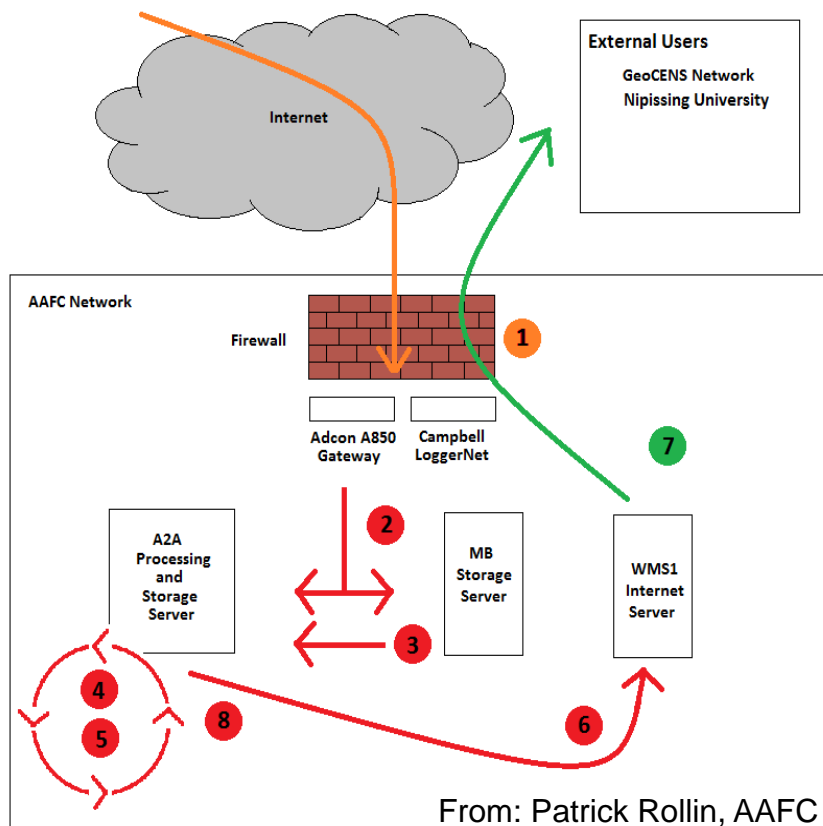 External Users
GeoCENS Network
Nipissing University
Internet
AAFC Network
Firewall
1
Adcon A850
Gateway
Campbell
LoggerNet
7
2
A2A
Processing
and
Storage
Server
MB
Storage
Server
WMS1
Internet
Server
3
4
5
8
6
From: Patrick Rollin, AAFC